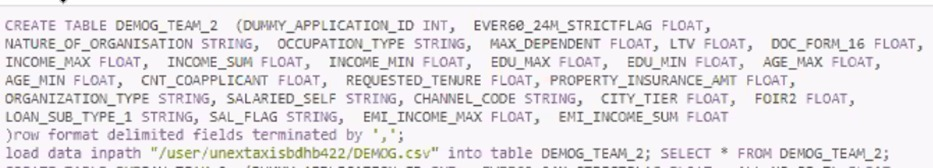 CREATE TABLE DEMOG_TEAM_2 (DUMMY_APPLICATION_ID INT, EVER60_24M_STRICTFLAG FLOAT,
NATURE_OF_ORGANISATION STRING, OCCUPATION_TYPE STRING, MAX_DEPENDENT FLOAT, LTV FLOAT, DOC_FORM_16 FLOAT,
INCOME_MAX FLOAT, INCOME_SUM FLOAT, INCOME_MIN FLOAT, EDU_MAX FLOAT, EDU_MIN FLOAT, AGE_MAX FLOAT,
AGE_MIN FLOAT, CNT_COAPPLICANT FLOAT, REQUESTED_TENURE FLOAT, PROPERTY_INSURANCE_AMT FLOAT,
ORGANIZATION_TYPE STRING, SALARIED_SELF STRING, CHANNEL_CODE STRING, CITY_TIER FLOAT, FOIR2 FLOAT,
LOAN_SUB_TYPE_1 STRING, SAL_FLAG STRING, EMI_INCOME_MAX FLOAT, EMI_INCOME_SUM FLOAT
)row format delimited fields terminated by ',';
load data inpath "/user/unextaxisbdhb422/DEMOG.csv" into table DEMOG_TEAM_2; SELECT * FROM DEMOG_TEAM_2;